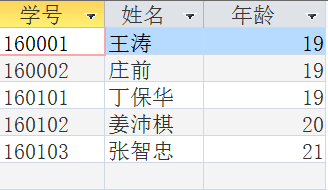 学号 姓名 年龄
160001 王涛 19
160002 庄前 19
160101 丁保华 19
160102 姜沛棋 20
160103 张智忠 21